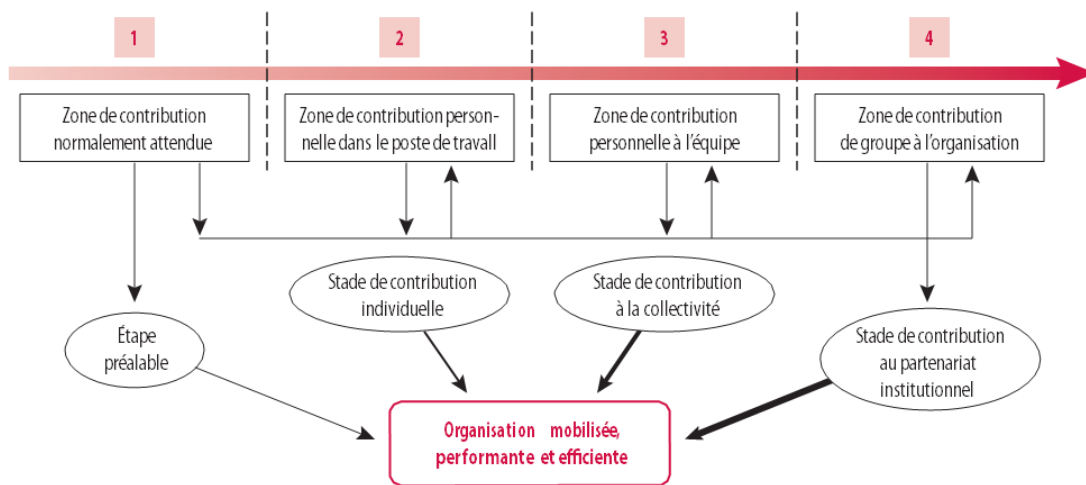 1
2
3
4
Zone de contribution
normalement attendue
Zone de contribution person-
nelle dans le poste de travall
Zone de contribution
personnelle à l'équipe
Zone de contribution
de groupe à l'organisation
Stade de contribution
individuelle
Stade de contribution
à la collectivité
Étape
préalable
Stade de contribution
au partenariat
institutionnel
Organisation mobilisée,
performante et efficiente